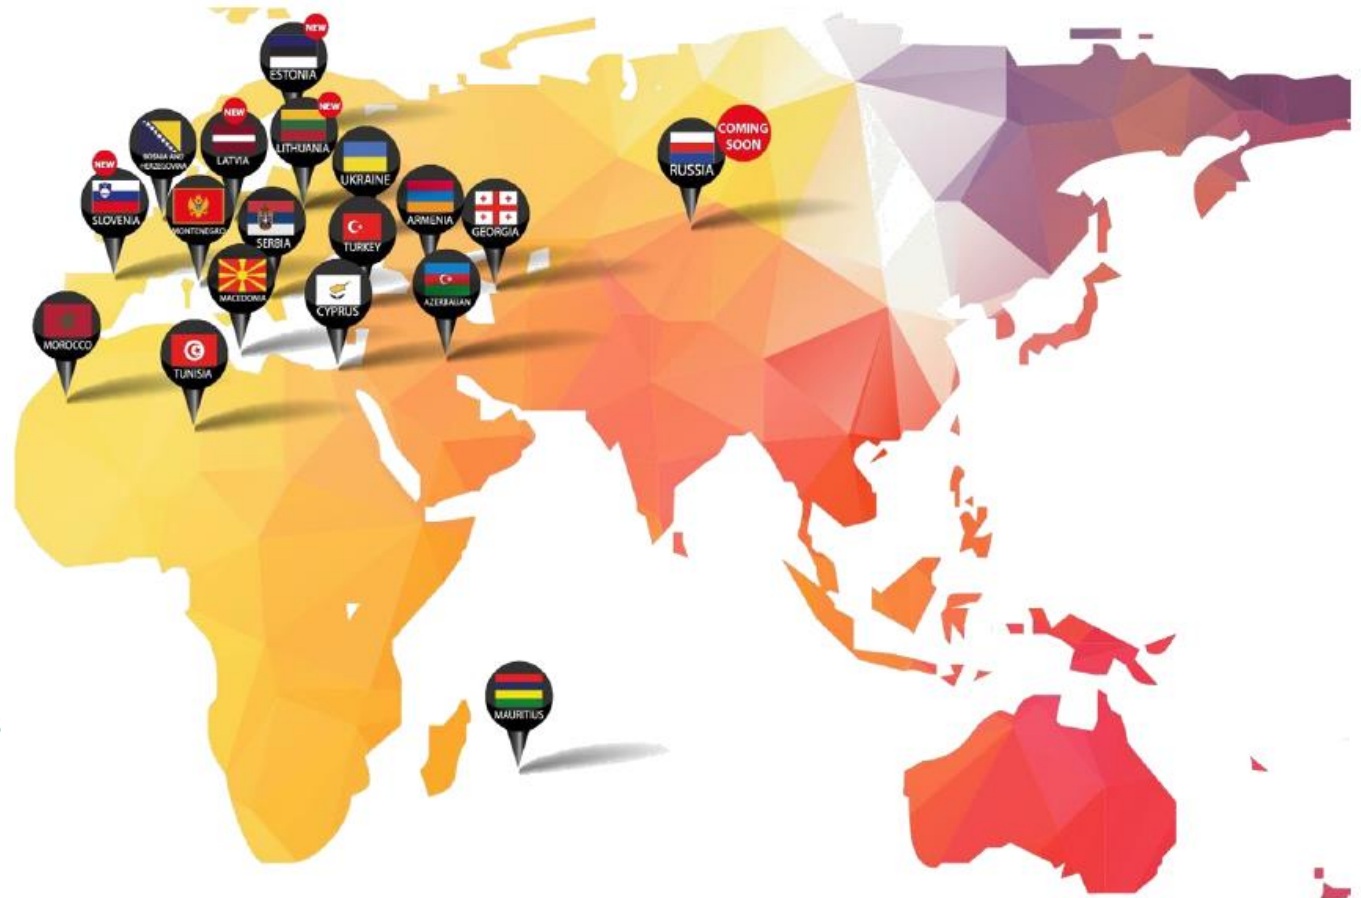 NEW
ESTONIA
NEW
NEW
LITHUANIA
LATVIA
BOSNIA AND
HERZEGOVINA
UKRAINE
COMING
SOON
RUSSIA
NEW
SLOVENIA
MONTENEGRO
SERBIA
TURKEY
ARMENIA
GEORGIA
MACEDONIA
CYPRUS
AZERBAIJAN
MOROCCO
TUNISIA
MAURITIUS